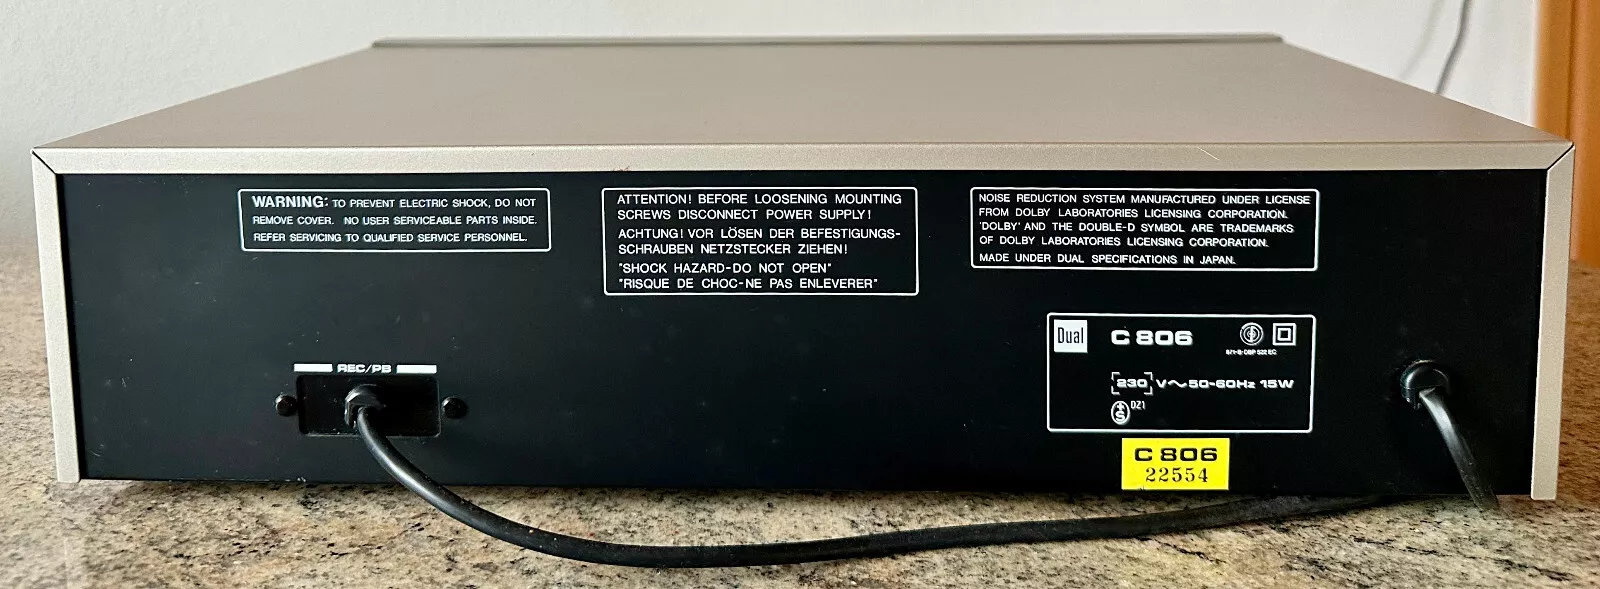 WARNING: TO PREVENT ELECTRIC SHOCK, DO NOT
REMOVE COVER. NO USER SERVICEABLE PARTS INSIDE.
REFER SERVICING TO QUALIFIED SERVICE PERSONNEL.
ATTENTION! BEFORE LOOSENING MOUNTING
SCREWS DISCONNECT POWER SUPPLY!
ACHTUNG! VOR LÖSEN DER BEFESTIGUNGS-
SCHRAUBEN NETZSTECKER ZIEHEN!
"SHOCK HAZARD-DO NOT OPEN"
"RISQUE DE CHOC-NE PAS ENLEVERER"
NOISE REDUCTION SYSTEM MANUFACTURED UNDER LICENSE
FROM DOLBY LABORATORIES LICENSING CORPORATION.
'DOLBY' AND THE DOUBLE-D SYMBOL ARE TRADEMARKS
OF DOLBY LABORATORIES LICENSING CORPORATION.
MADE UNDER DUAL SPECIFICATIONS IN JAPAN.
REC/PB
Dual C 806
230 V~50-60Hz 15W
S DZ1
C 806
22554